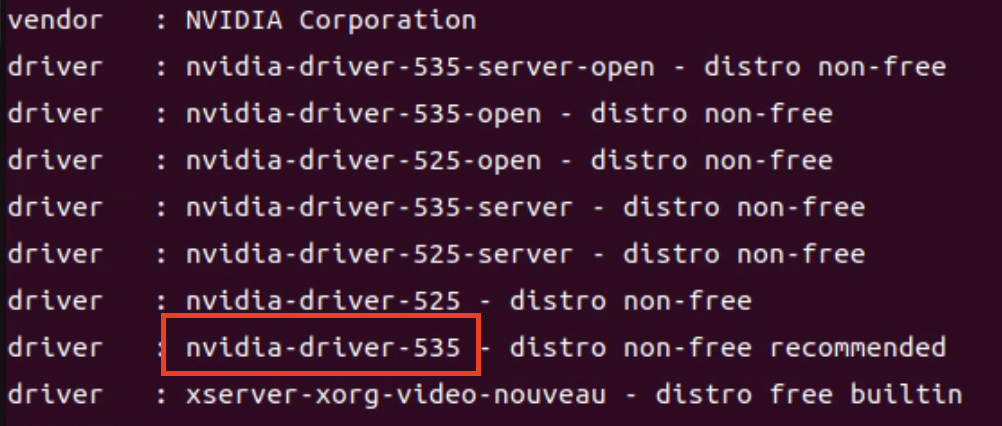 vendor   : NVIDIA Corporation
driver   : nvidia-driver-535-server-open - distro non-free
driver   : nvidia-driver-535-open - distro non-free
driver   : nvidia-driver-525-open - distro non-free
driver   : nvidia-driver-535-server - distro non-free
driver   : nvidia-driver-525-server - distro non-free
driver   : nvidia-driver-525 - distro non-free
driver   : nvidia-driver-535 - distro non-free recommended
driver   : xserver-xorg-video-nouveau - distro free builtin